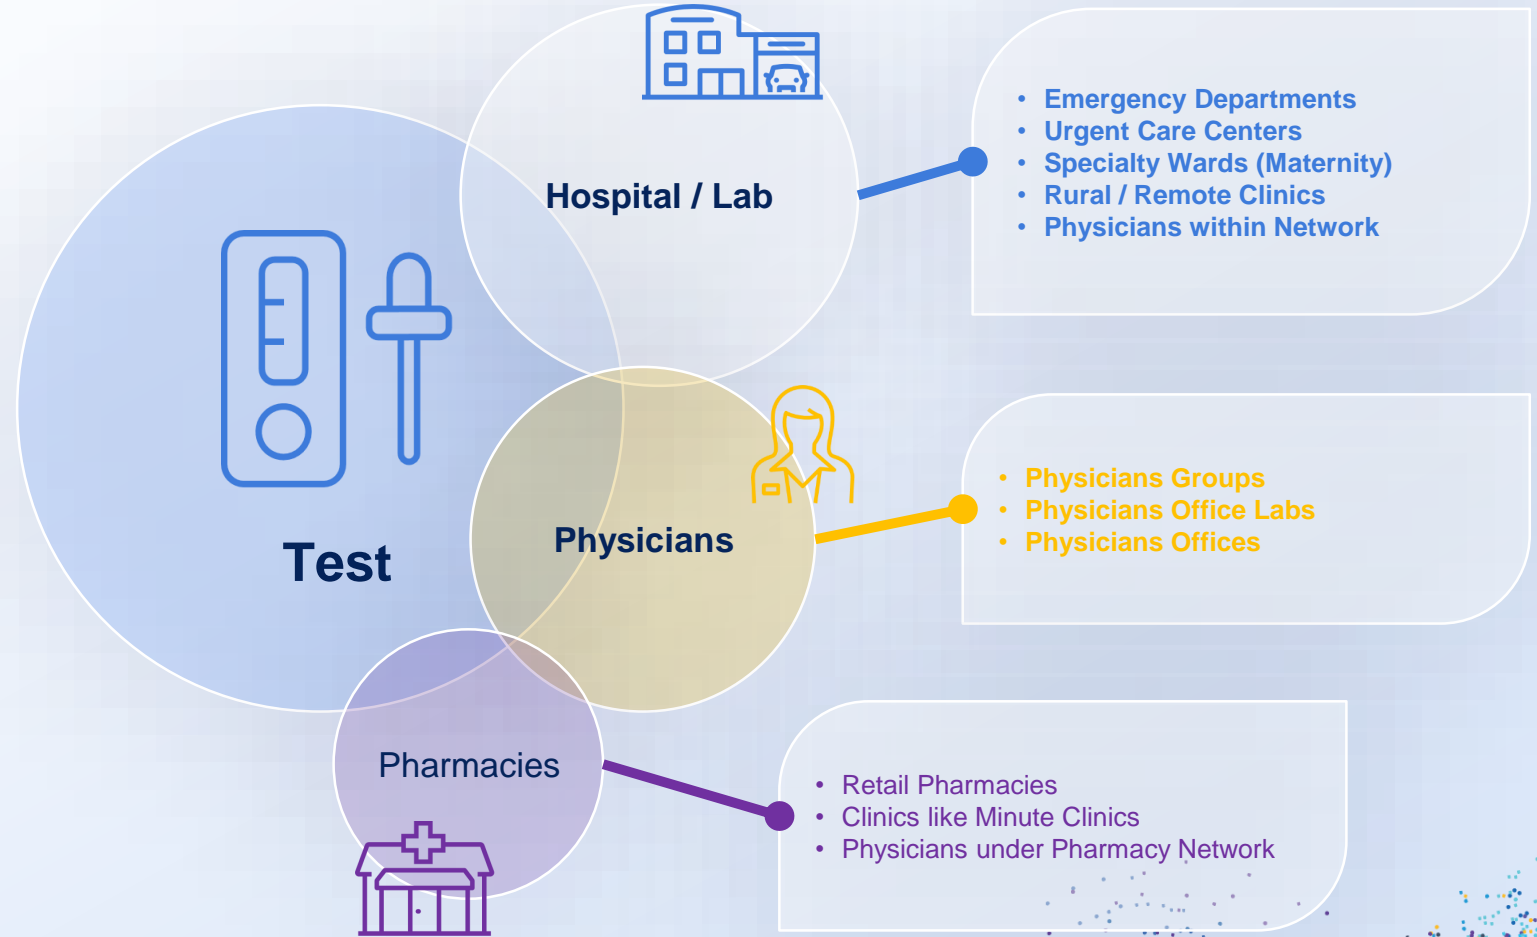 Hospital / Lab
• Emergency Departments
• Urgent Care Centers
• Specialty Wards (Maternity)
• Rural / Remote Clinics
• Physicians within Network
Test
Physicians
• Physicians Groups
• Physicians Office Labs
• Physicians Offices
Pharmacies
• Retail Pharmacies
• Clinics like Minute Clinics
• Physicians under Pharmacy Network